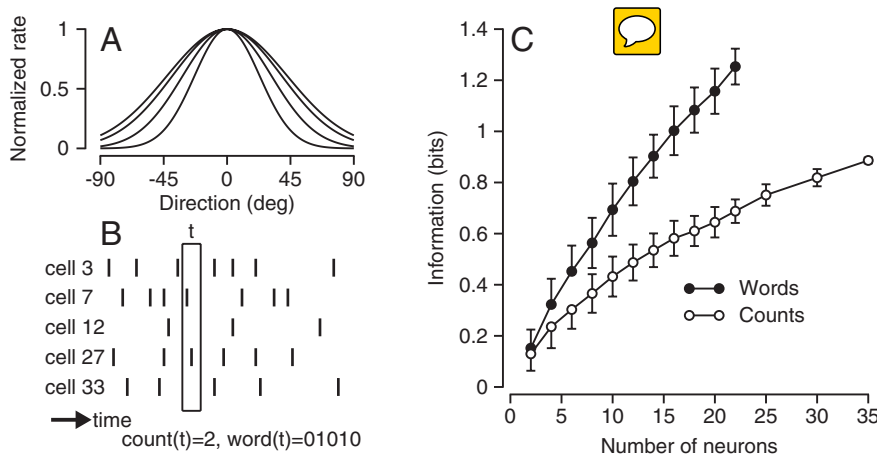 A
Normalized rate
1
0.5
0
-90 -45 0 45 90
Direction (deg)
B
t
cell 3
cell 7
cell 12
cell 27
cell 33
time
count(t)=2, word(t)=01010
C
Information (bits)
1.4
1.2
1
0.8
0.6
0.4
0.2
0
Words
Counts
0 5 10 15 20 25 30 35
Number of neurons